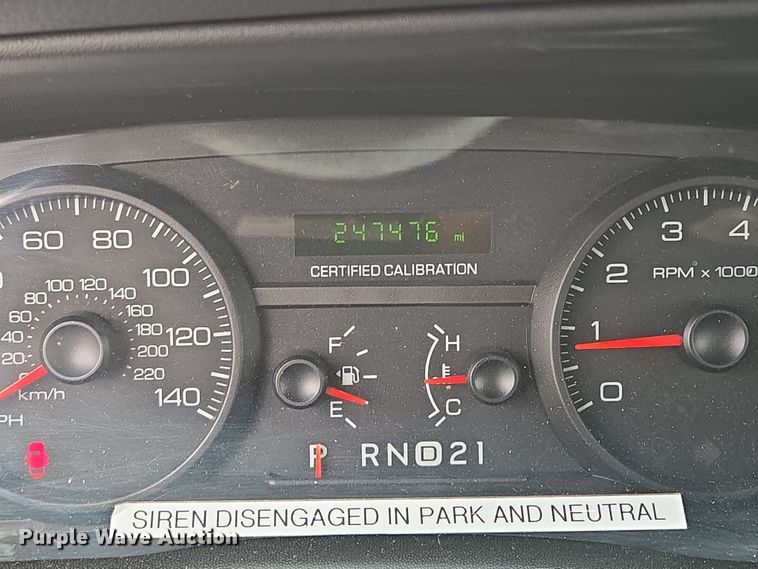 247476 mi
CERTIFIED CALIBRATION
60 80 100 120 140
20 40 60 80 100 120 140 160 180 200 220
km/h
PH
0 1 2 3 4
RPM x 1000
F
E
H
C
P R N D 2 1
SIREN DISENGAGED IN PARK AND NEUTRAL
Purple Wave Auction